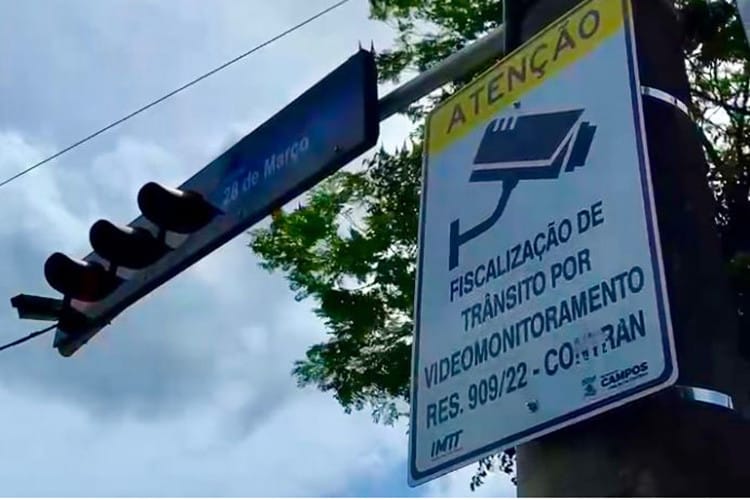 28 de Março
ATENÇÃO
FISCALIZAÇÃO DE
TRÂNSITO POR
VIDEOMONITORAMENTO
RES. 909/22 - CONTRAN
IMTT
CAMPOS